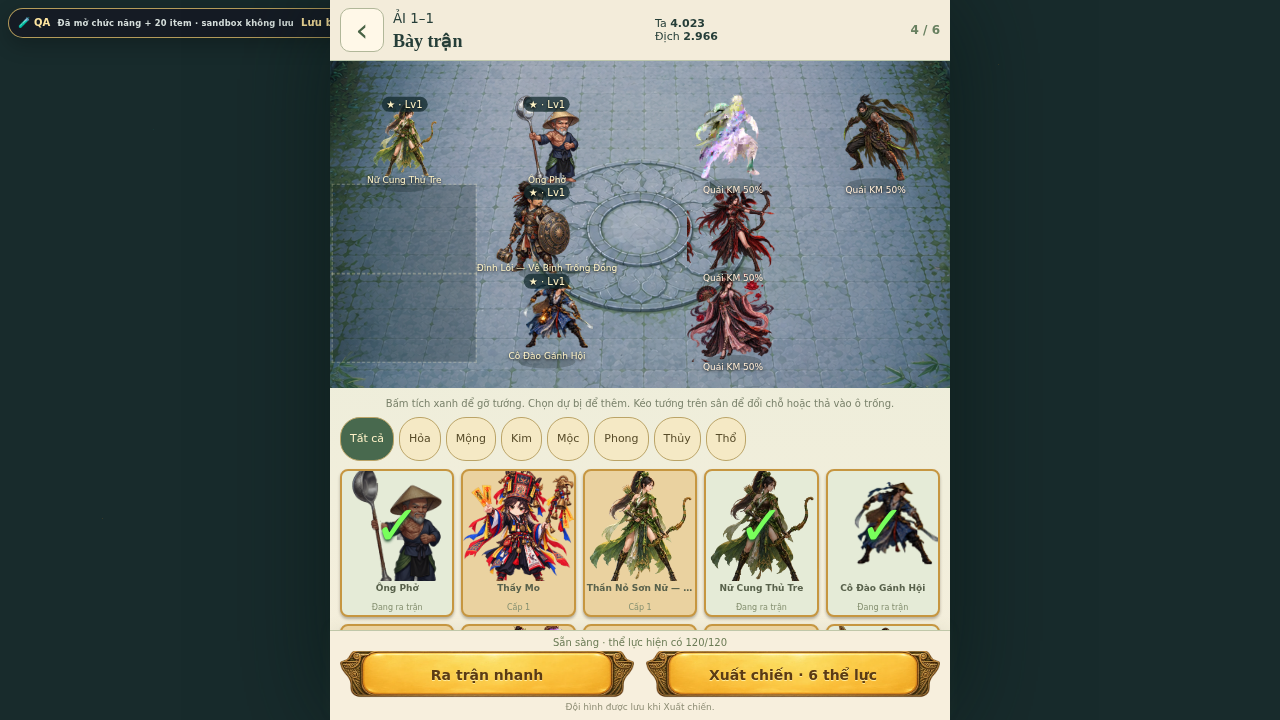 🧪 QA Đã mở chức năng + 20 item · sandbox không lưu Lưu
ẢI 1–1
Bày trận
Ta 4.023
Địch 2.966
4 / 6
★ · Lv1
★ · Lv1
Nữ Cung Thủ Tre
Ông Phở
Quái KM 50%
Quái KM 50%
★ · Lv1
Đinh Lôi — Vệ Binh Trống Đồng
Quái KM 50%
★ · Lv1
Cô Đào Gánh Hội
Quái KM 50%
Bấm tích xanh để gỡ tướng. Chọn dự bị để thêm. Kéo tướng trên sân để đổi chỗ hoặc thả vào ô trống.
Tất cả
Hỏa
Mộng
Kim
Mộc
Phong
Thủy
Thổ
Ông Phở
Đang ra trận
Thầy Mo
Cấp 1
Thần Nỏ Sơn Nữ — ...
Cấp 1
Nữ Cung Thủ Tre
Đang ra trận
Cô Đào Gánh Hội
Đang ra trận
Sẵn sàng · thể lực hiện có 120/120
Ra trận nhanh
Xuất chiến · 6 thể lực
Đội hình được lưu khi Xuất chiến.